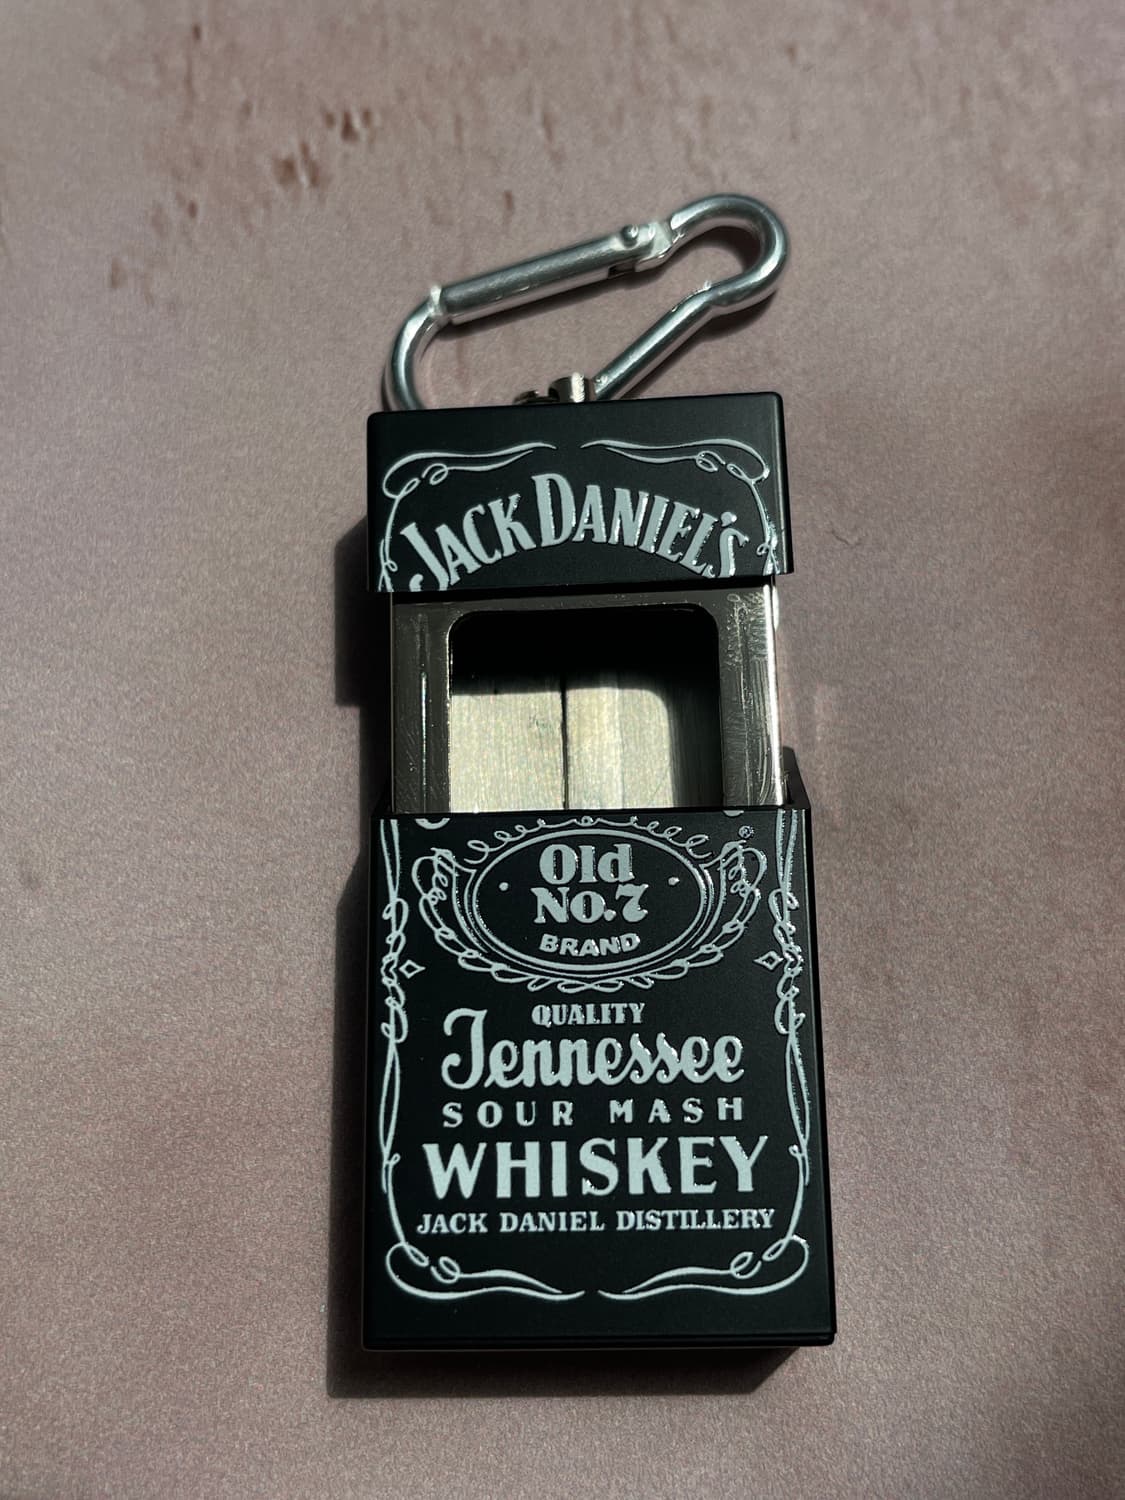 JACK DANIEL'S
®
Old
No.7
BRAND
QUALITY
Tennessee
SOUR MASH
WHISKEY
JACK DANIEL DISTILLERY